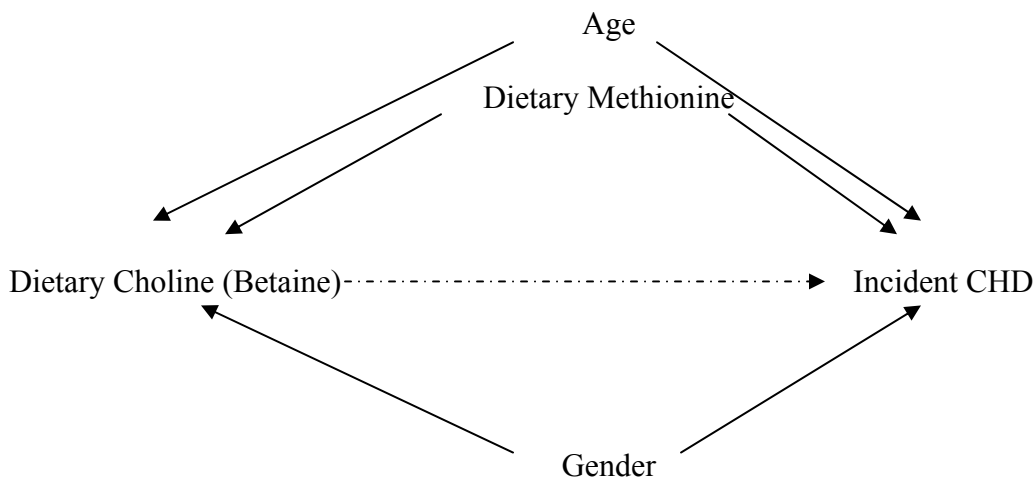 Age
Dietary Methionine
Dietary Choline (Betaine)
Incident CHD
Gender